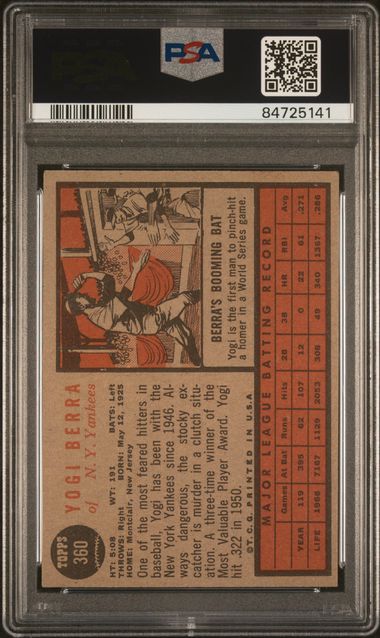 PSA
84725141
TOPPS
360
YOGI BERRA
of N. Y. Yankees
HT: 5:08 WT: 191 BATS: Left
THROWS: Right BORN: May 12, 1925
HOME: Montclair, New Jersey
One of the most feared hitters in
baseball, Yogi has been with the
New York Yankees since 1946. Al-
ways dangerous, the stocky ex-
catcher is murder in a clutch situ-
ation. A three-time winner of the
Most Valuable Player Award. Yogi
hit .322 in 1950.
©T.C.G. PRINTED IN U.S.A.
BERRA'S BOOMING BAT
Yogi is the first man to pinch-hit
a homer in a World Series game.
MAJOR LEAGUE BATTING RECORD
Games At Bat Runs Hits 2B 3B HR RBI Avg
YEAR 119 395 62 107 12 0 22 61 .271
LIFE 1966 7167 1129 2053 306 49 340 1367 .286